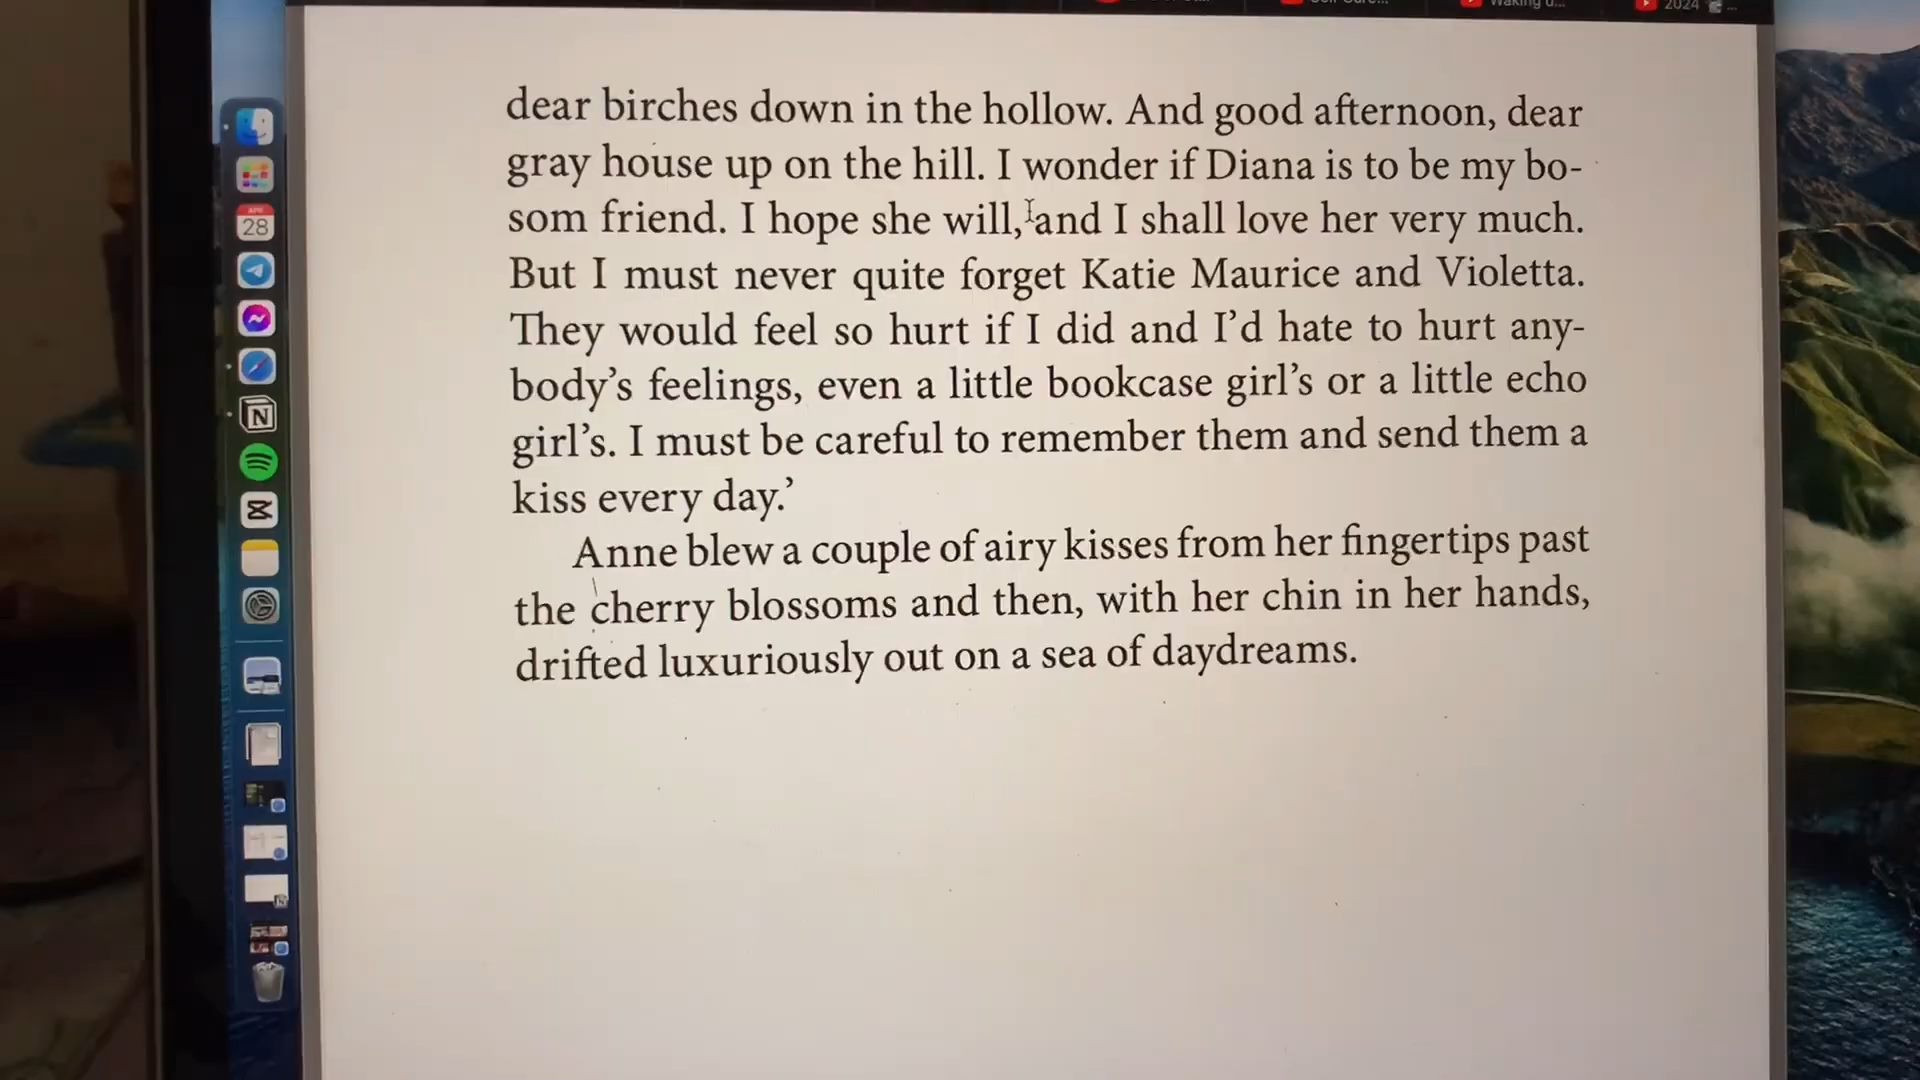 Waking u...
2024
dear birches down in the hollow. And good afternoon, dear
gray house up on the hill. I wonder if Diana is to be my bo-
som friend. I hope she will, and I shall love her very much.
But I must never quite forget Katie Maurice and Violetta.
They would feel so hurt if I did and I’d hate to hurt any-
body’s feelings, even a little bookcase girl’s or a little echo
girl’s. I must be careful to remember them and send them a
kiss every day.’
Anne blew a couple of airy kisses from her fingertips past
the cherry blossoms and then, with her chin in her hands,
drifted luxuriously out on a sea of daydreams.
APR
28
N